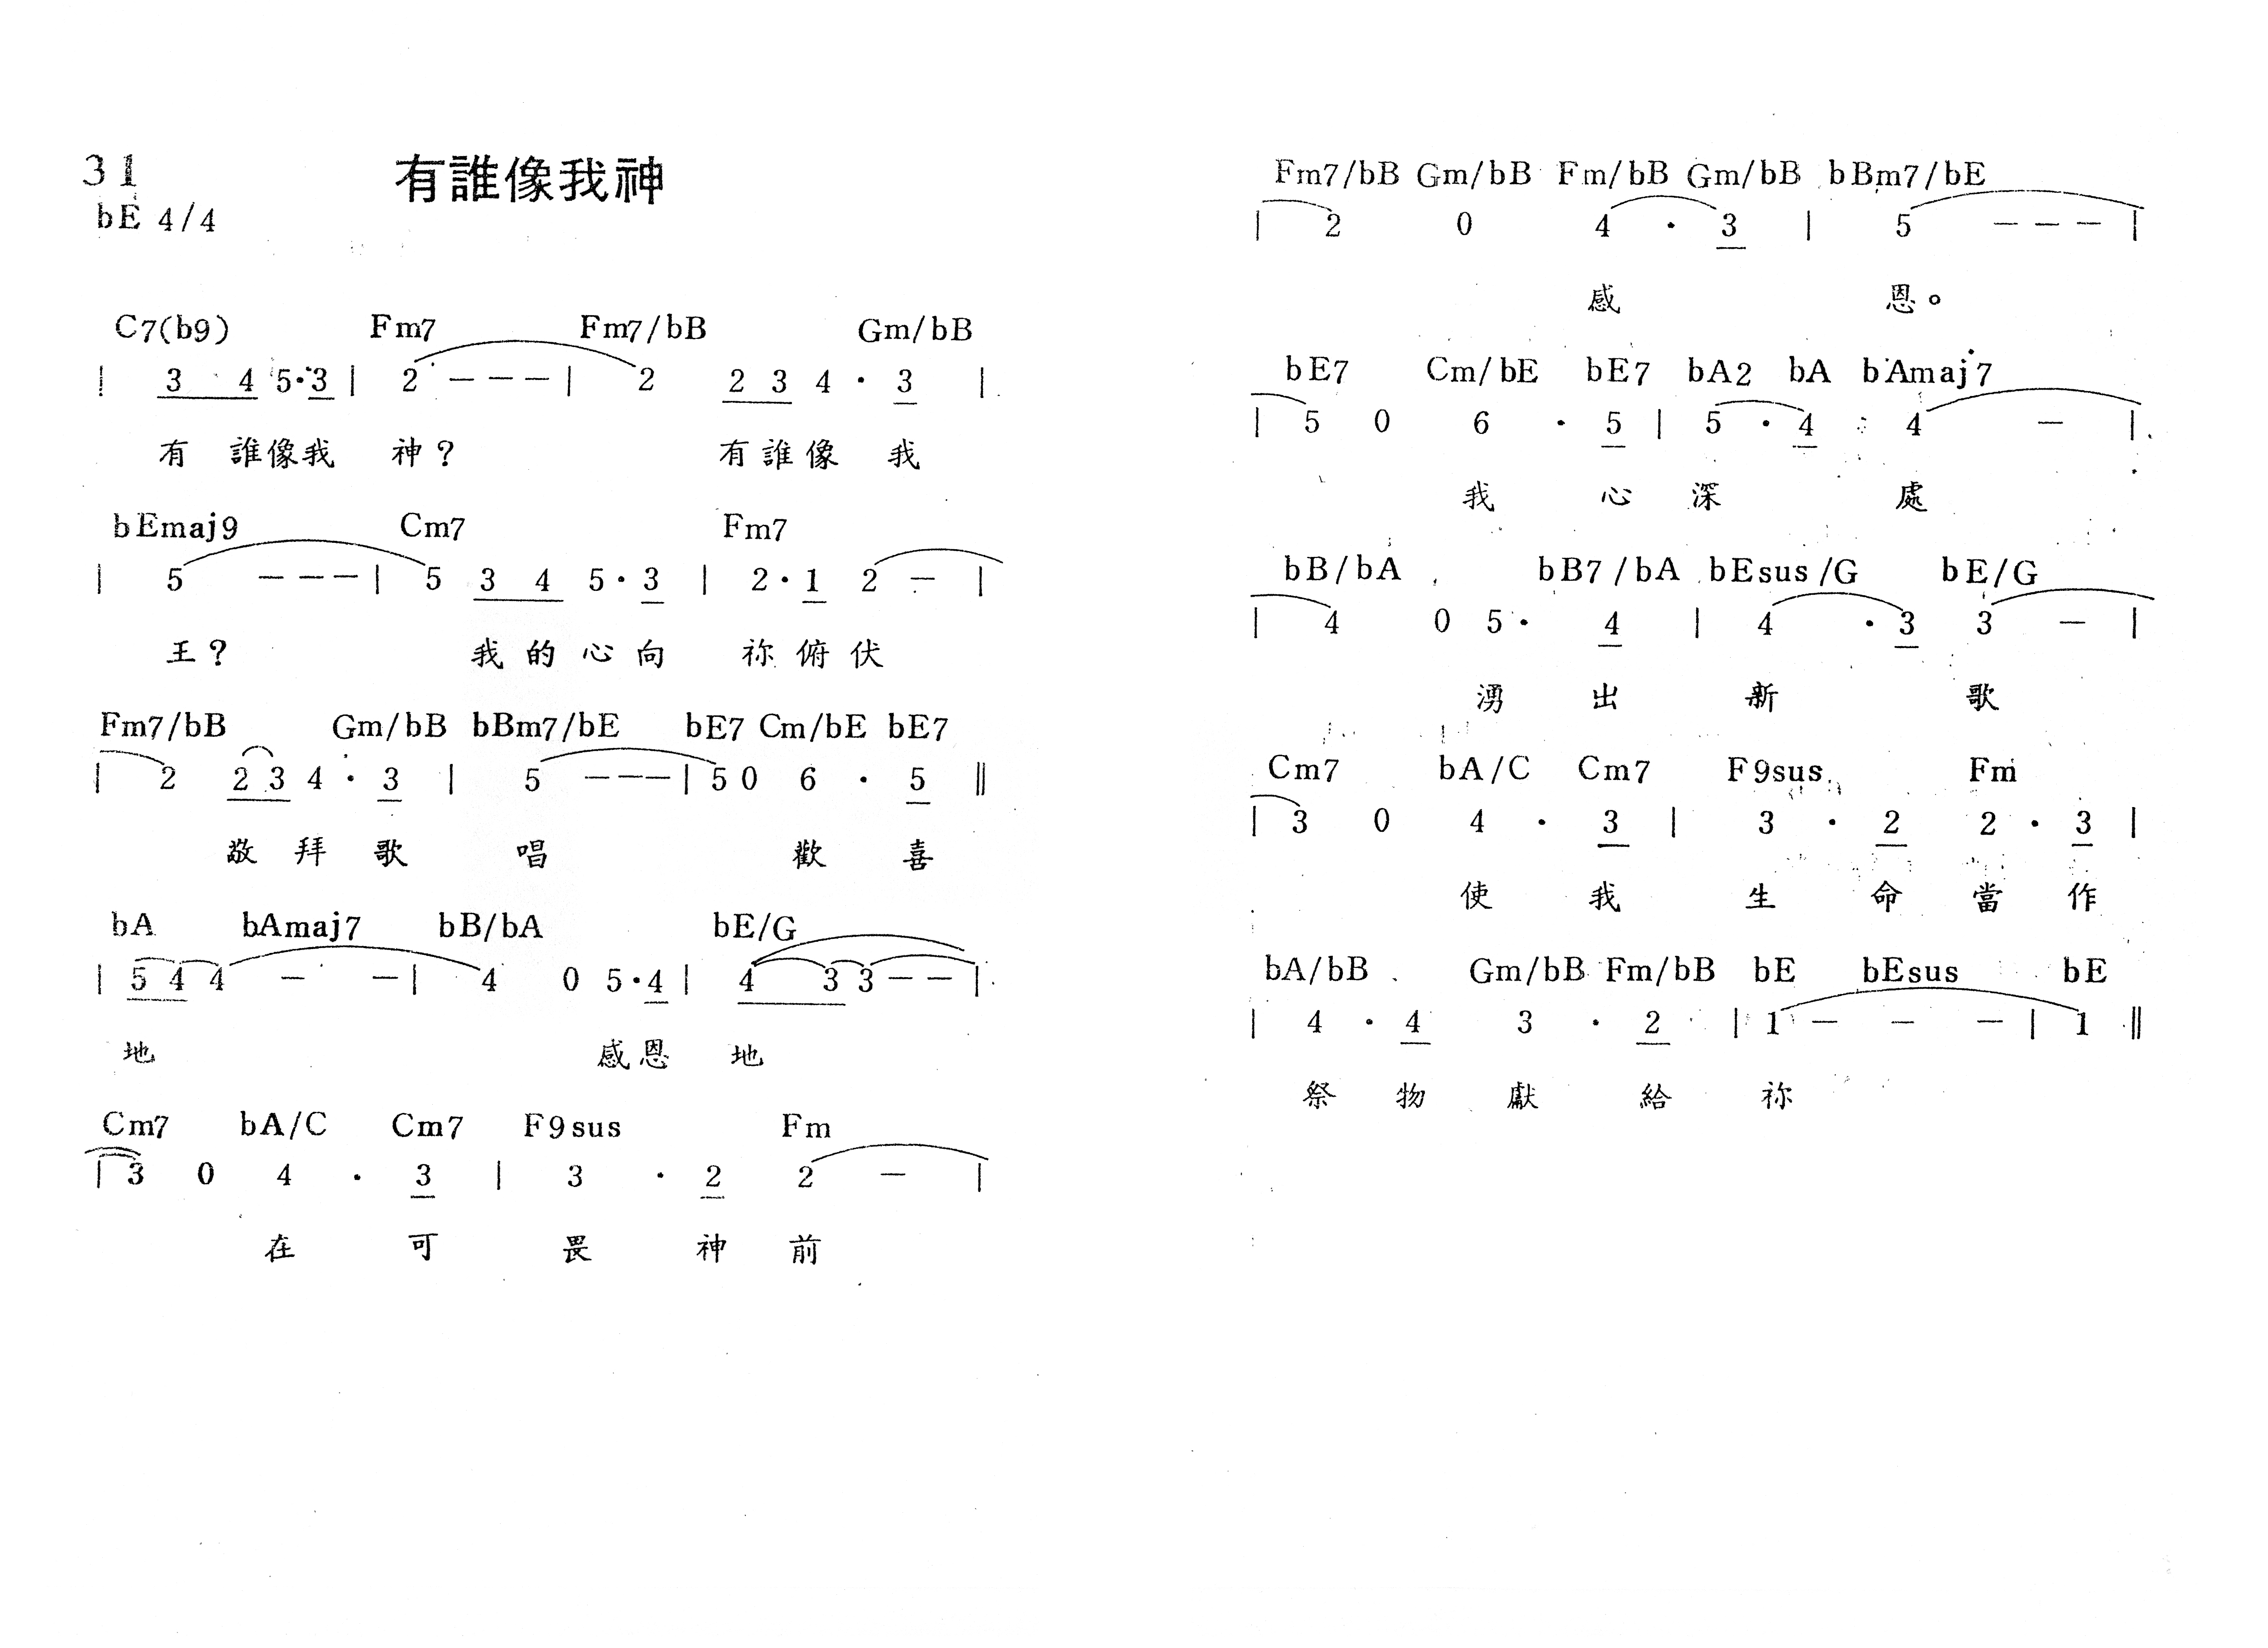 31
有誰像我神
bE 4/4
C7(b9) Fm7 Fm7/bB Gm/bB
| 3 4 5·3 | 2 － － － | 2 2 3 4 · 3 |
有 誰像我 神？ 有誰像 我
bEmaj9 Cm7 Fm7
| 5 － － － | 5 3 4 5·3 | 2·1 2 － |
王？ 我的心向 祢俯伏
Fm7/bB Gm/bB bBm7/bE bE7 Cm/bE bE7
| 2 2 3 4 · 3 | 5 － － － | 5 0 6 · 5 ‖
敬拜歌 唱 歡 喜
bA bAmaj7 bB/bA bE/G
| 5 4 4 － － | 4 0 5·4 | 4 3 3 － － |
地 感恩 地
Cm7 bA/C Cm7 F9sus Fm
| 3 0 4 · 3 | 3 · 2 2 － |
在 可 畏 神 前
Fm7/bB Gm/bB Fm/bB Gm/bB bBm7/bE
| 2 0 4 · 3 | 5 － － － |
感 恩。
bE7 Cm/bE bE7 bA2 bA bAmaj7
| 5 0 6 · 5 | 5 · 4 4 － |
我 心 深 處
bB/bA bB7/bA bEsus/G bE/G
| 4 0 5· 4 | 4 · 3 3 － |
湧 出 新 歌
Cm7 bA/C Cm7 F9sus Fm
| 3 0 4 · 3 | 3 · 2 2 · 3 |
使 我 生 命 當 作
bA/bB Gm/bB Fm/bB bE bEsus bE
| 4 · 4 3 · 2 | 1 － － － | 1 ‖
祭 物 獻 給 祢